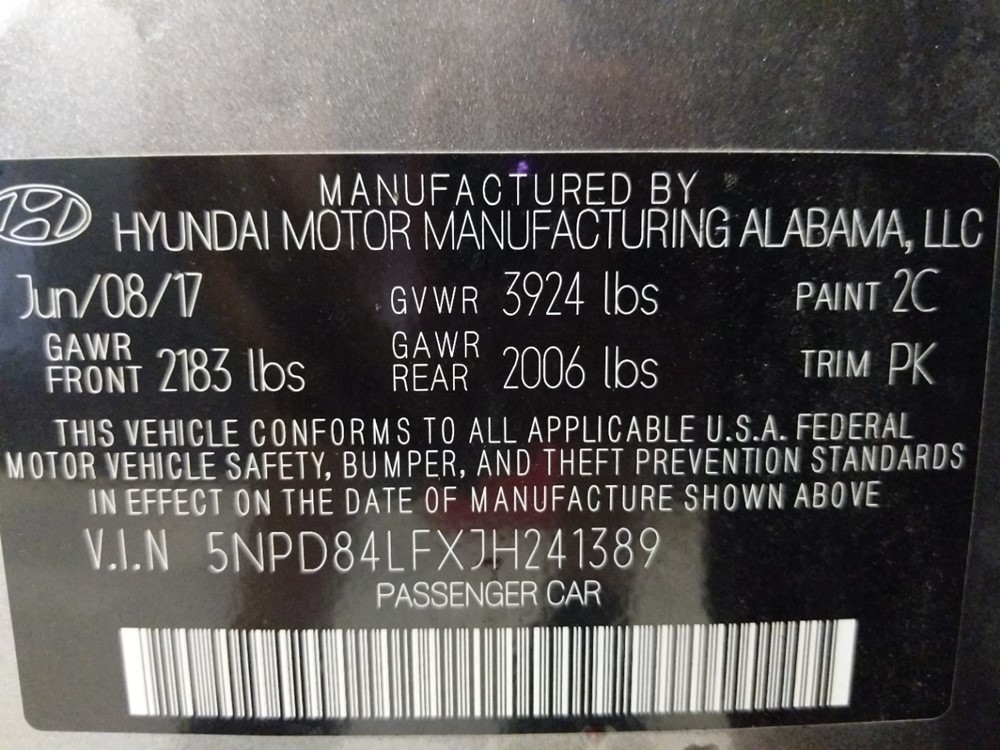 MANUFACTURED BY
HYUNDAI MOTOR MANUFACTURING ALABAMA, LLC
Jun/08/17 GVWR 3924 lbs PAINT 2C
GAWR FRONT 2183 lbs GAWR REAR 2006 lbs TRIM PK
THIS VEHICLE CONFORMS TO ALL APPLICABLE U.S.A. FEDERAL
MOTOR VEHICLE SAFETY, BUMPER, AND THEFT PREVENTION STANDARDS
IN EFFECT ON THE DATE OF MANUFACTURE SHOWN ABOVE
V.I.N 5NPD84LFXJH241389
PASSENGER CAR